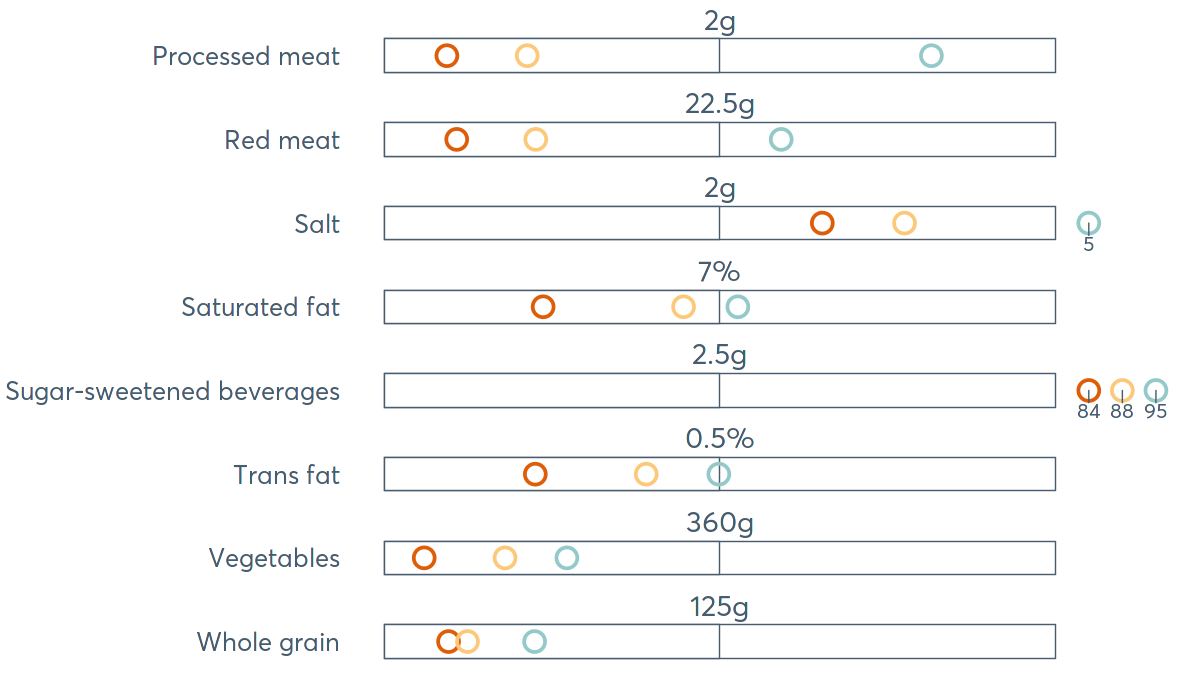 2g
Processed meat
22.5g
Red meat
2g
Salt
5
7%
Saturated fat
2.5g
Sugar-sweetened beverages
84 88 95
0.5%
Trans fat
360g
Vegetables
125g
Whole grain